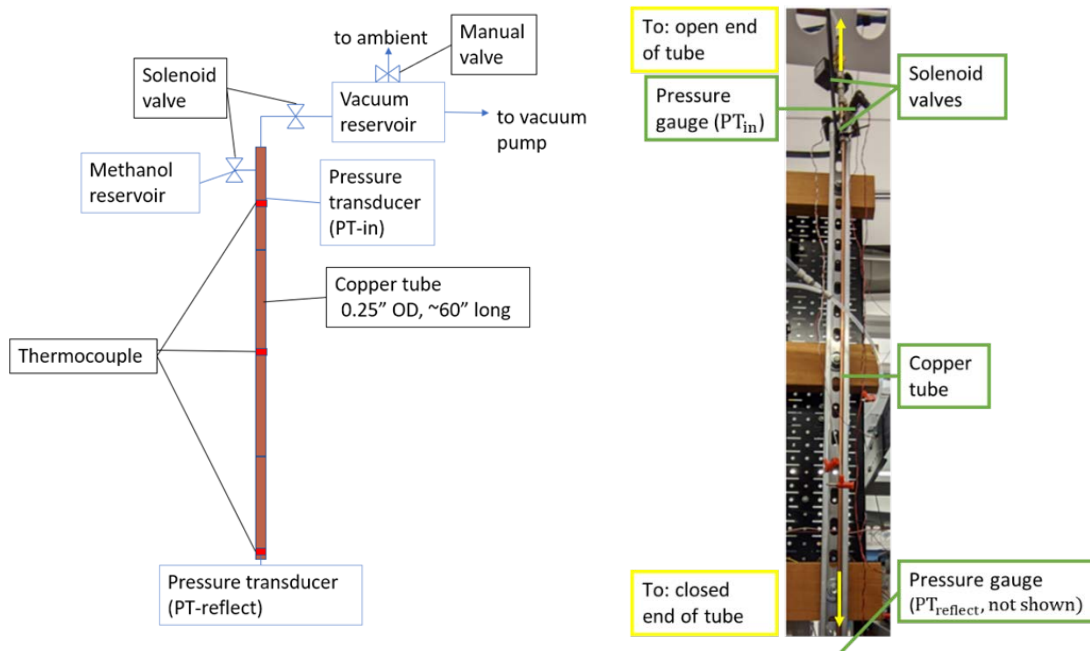 to ambient
Manual
valve
Solenoid
valve
Vacuum
reservoir
to vacuum
pump
Methanol
reservoir
Pressure
transducer
(PT-in)
Copper tube
0.25” OD, ~60” long
Thermocouple
Pressure transducer
(PT-reflect)
To: open end
of tube
Pressure
gauge (PTin)
Solenoid
valves
Copper
tube
To: closed
end of tube
Pressure gauge
(PTreflect, not shown)